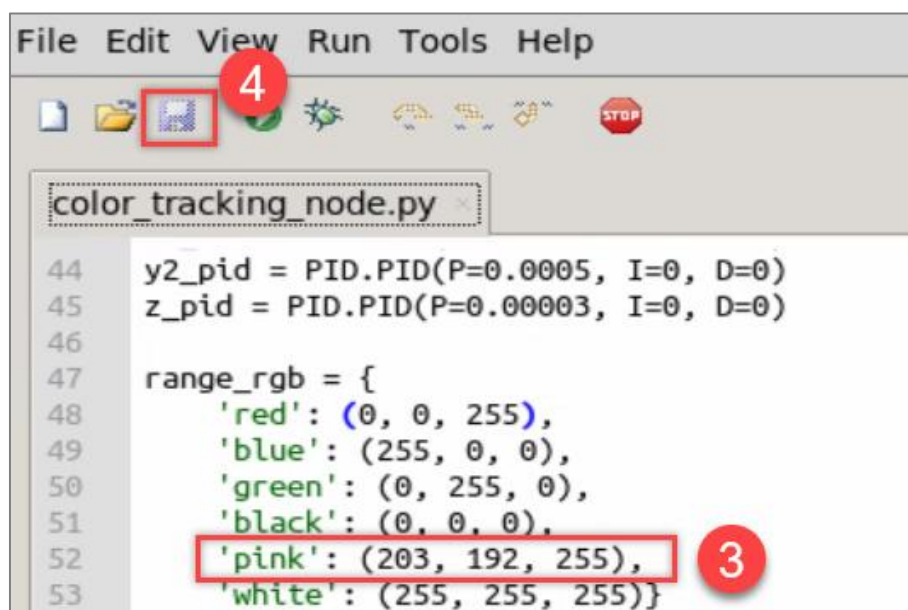 File Edit View Run Tools Help
4
STOP
color_tracking_node.py ×
44 y2_pid = PID.PID(P=0.0005, I=0, D=0)
45 z_pid = PID.PID(P=0.00003, I=0, D=0)
46
47 range_rgb = {
48 'red': (0, 0, 255),
49 'blue': (255, 0, 0),
50 'green': (0, 255, 0),
51 'black': (0, 0, 0),
52 'pink': (203, 192, 255), 3
53 'white': (255, 255, 255)}